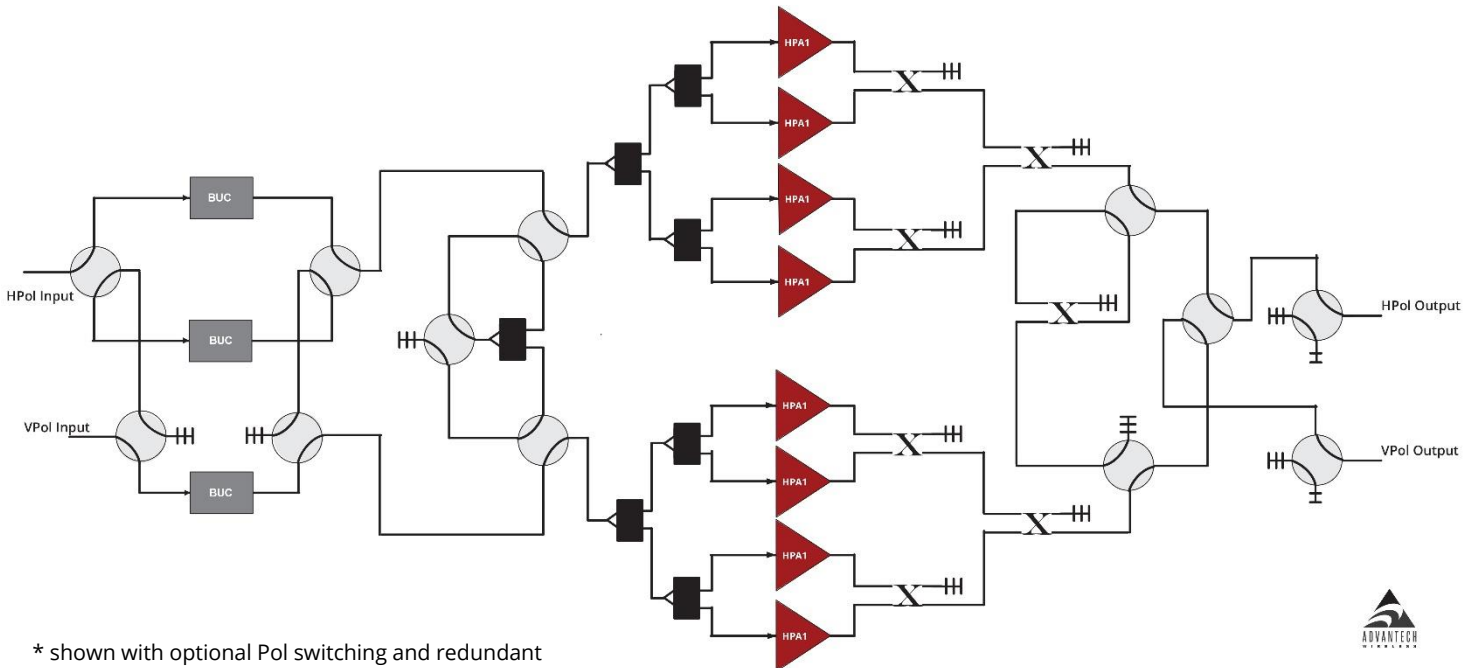 HPA1
HPA1
BUC
HPA1
HPol Input
HPA1
HPol Output
BUC
HPA1
VPol Input
VPol Output
HPA1
BUC
HPA1
HPA1
* shown with optional Pol switching and redundant
ADVANTECH
WIRELESS